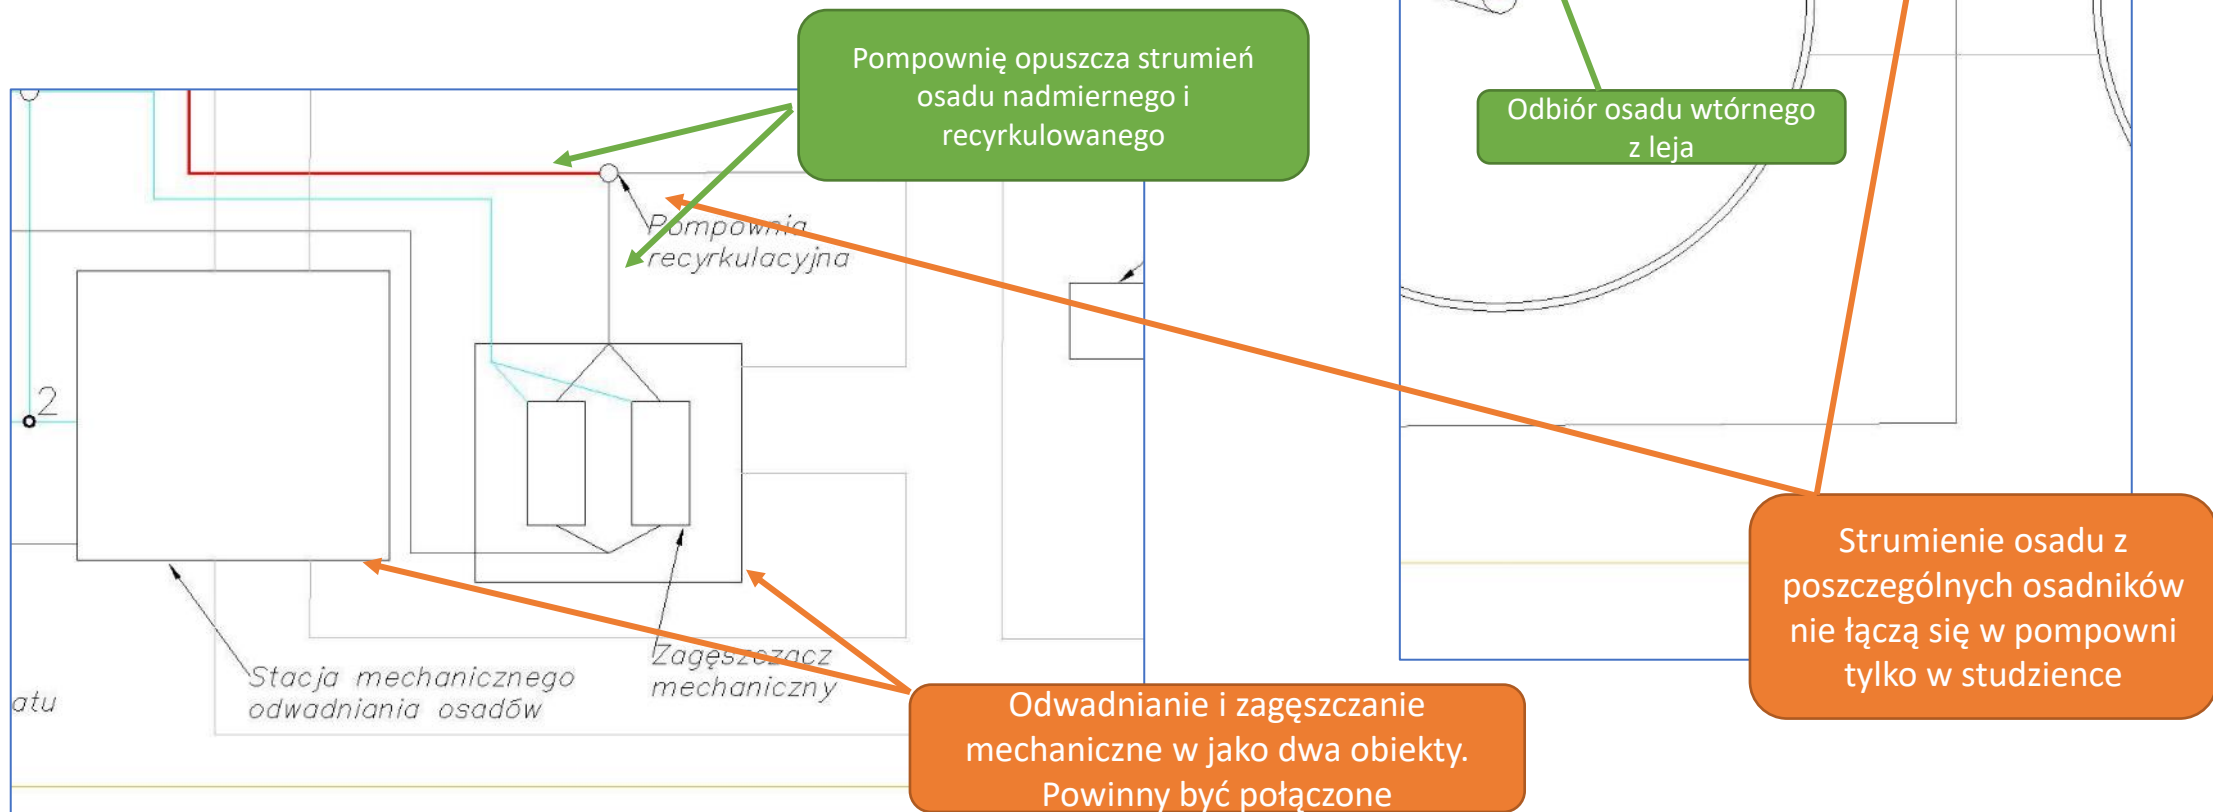 Pompownię opuszcza strumień
osadu nadmiernego i
recyrkulowanego
Odbiór osadu wtórnego
z leja
Pompownia
recyrkulacyjna
2
Strumienie osadu z
poszczególnych osadników
nie łączą się w pompowni
tylko w studzience
Stacja mechanicznego
odwadniania osadów
Zagęszczacz
mechaniczny
atu
Odwadnianie i zagęszczanie
mechaniczne w jako dwa obiekty.
Powinny być połączone